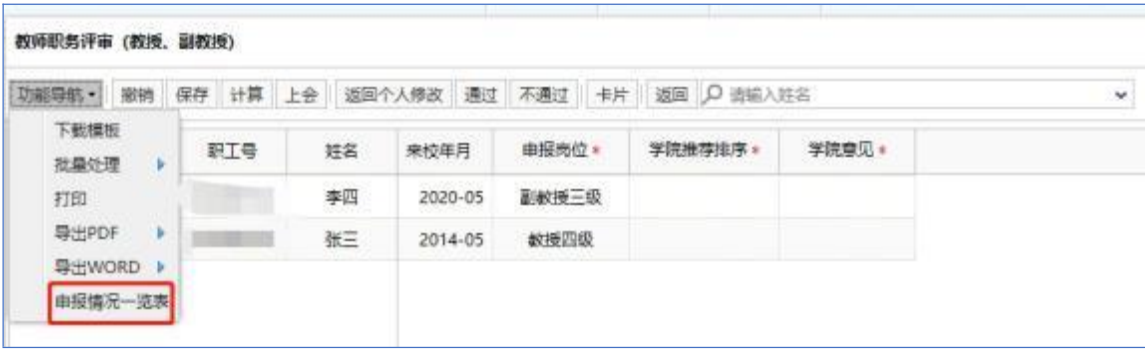 教师职务评审（教授、副教授）
功能导航 撤销 保存 计算 上会 返回个人修改 通过 不通过 卡片 返回 请输入姓名
下载模板
批量处理
打印
导出PDF
导出WORD
申报情况一览表
职工号 姓名 来校年月 申报岗位* 学院推荐排序* 学院意见*
李四 2020-05 副教授三级
张三 2014-05 教授四级